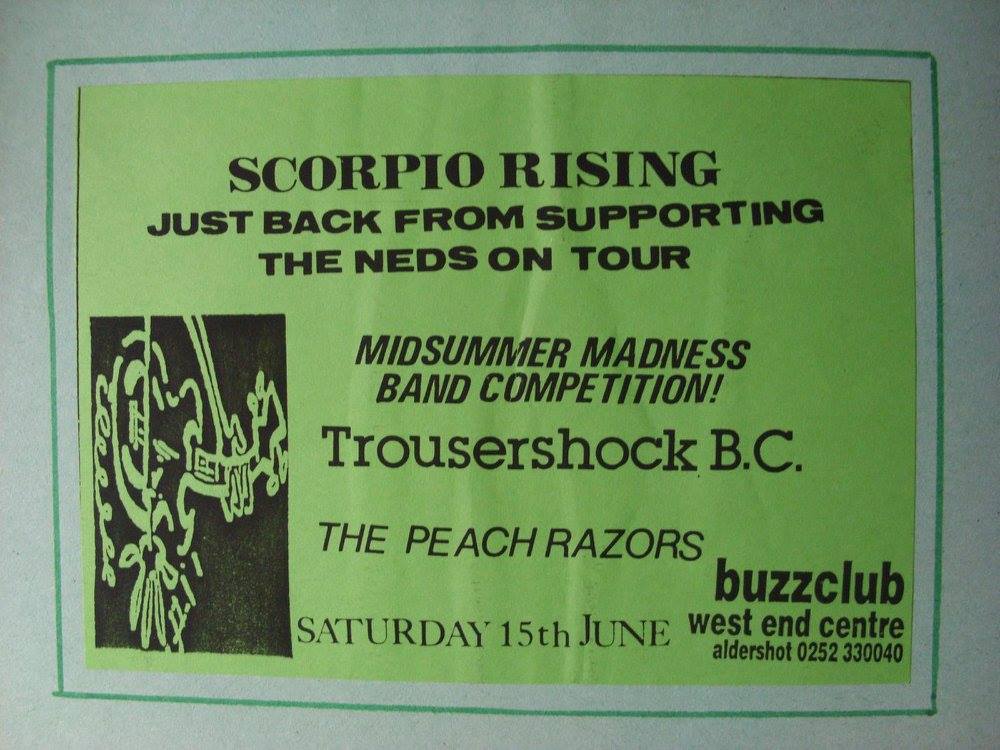 SCORPIO RISING
JUST BACK FROM SUPPORTING
THE NEDS ON TOUR
MIDSUMMER MADNESS
BAND COMPETITION!
Trousershock B.C.
THE PEACH RAZORS
SATURDAY 15th JUNE
buzzclub
west end centre
aldershot 0252 330040